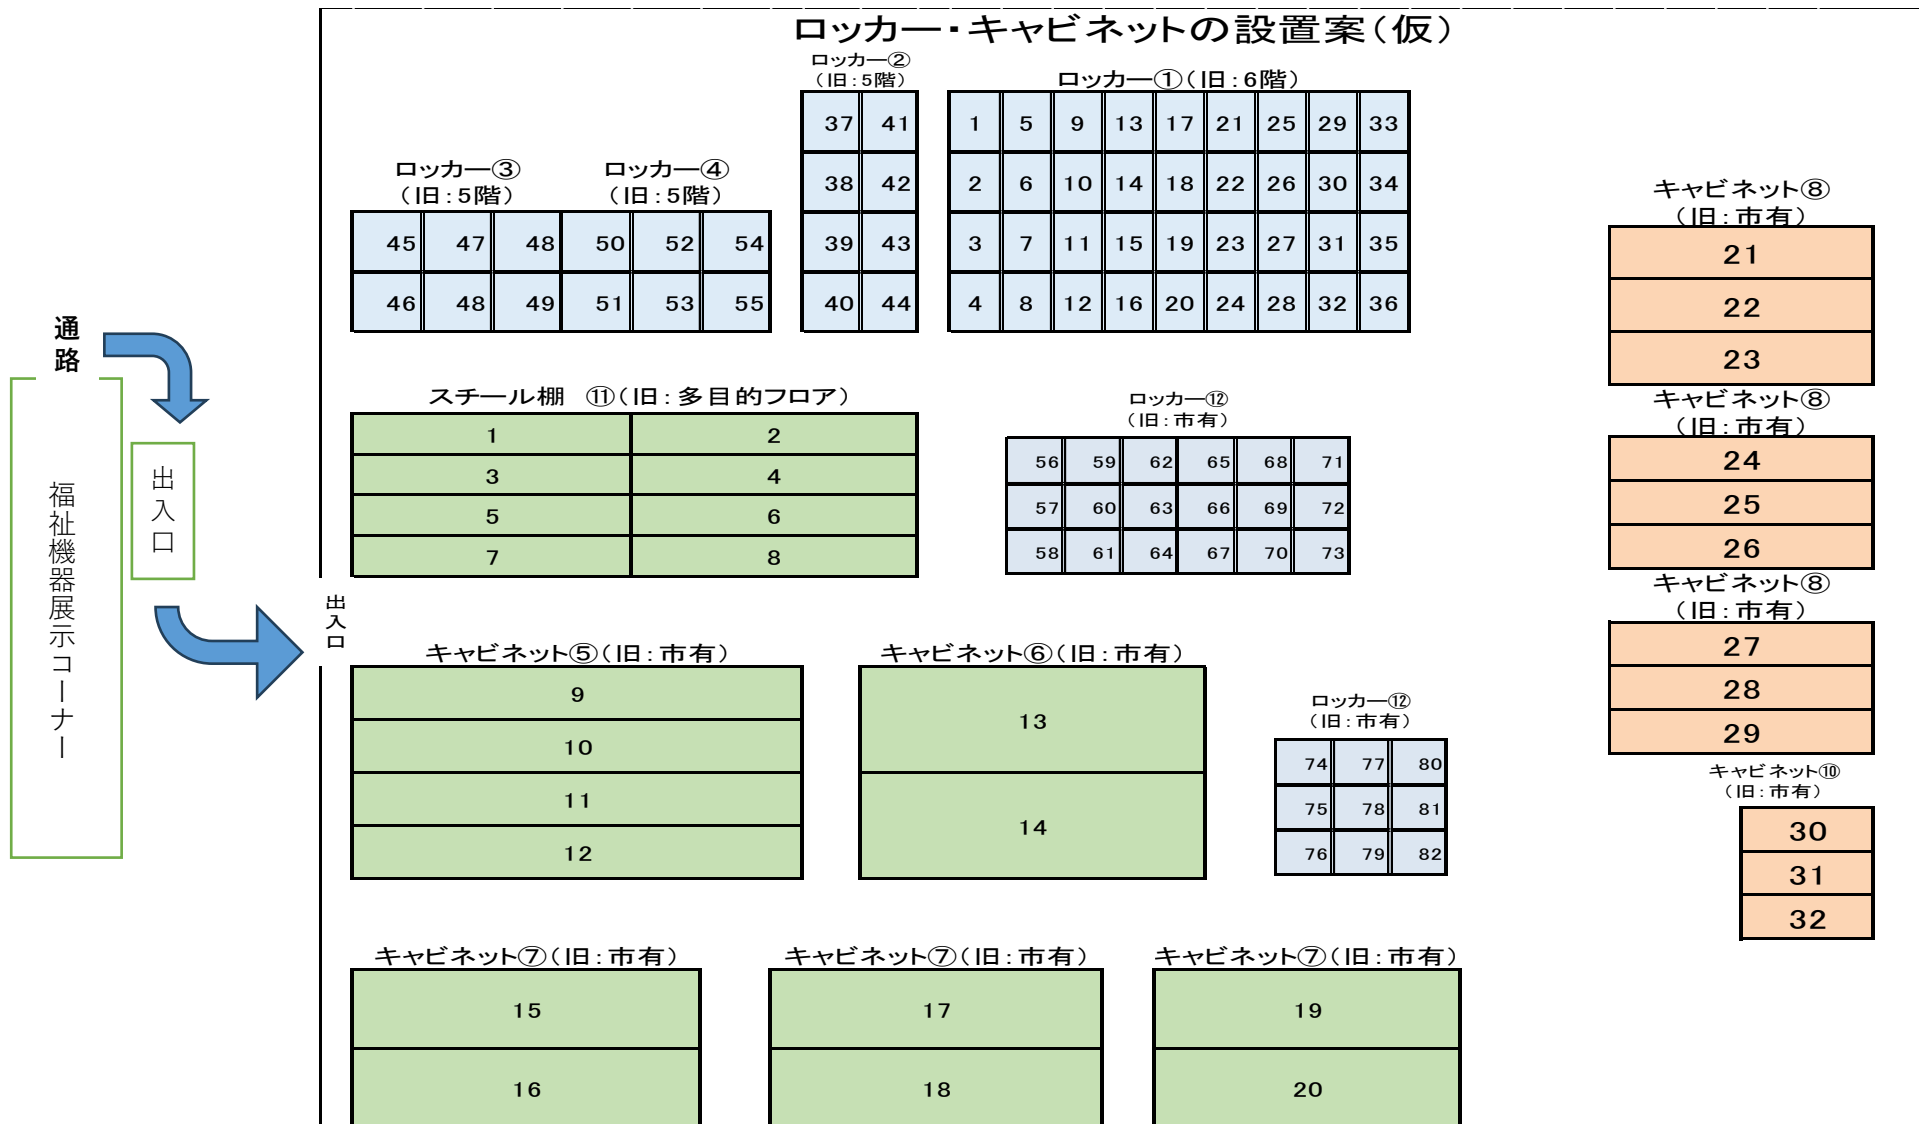 ロッカー・キャビネットの設置案(仮)
ロッカー②
(旧:5階)
37 41
38 42
39 43
40 44
ロッカー①(旧:6階)
1 5 9 13 17 21 25 29 33
2 6 10 14 18 22 26 30 34
3 7 11 15 19 23 27 31 35
4 8 12 16 20 24 28 32 36
ロッカー③
(旧:5階)
ロッカー④
(旧:5階)
45 47 48 50 52 54
46 48 49 51 53 55
キャビネット⑧
(旧:市有)
21
22
23
通路
福祉機器展示コーナー
出入口
出入口
スチール棚 ⑪(旧:多目的フロア)
1 2
3 4
5 6
7 8
ロッカー⑫
(旧:市有)
56 59 62 65 68 71
57 60 63 66 69 72
58 61 64 67 70 73
キャビネット⑧
(旧:市有)
24
25
26
キャビネット⑤(旧:市有)
9
10
11
12
キャビネット⑥(旧:市有)
13
14
ロッカー⑫
(旧:市有)
74 77 80
75 78 81
76 79 82
キャビネット⑧
(旧:市有)
27
28
29
キャビネット⑩
(旧:市有)
30
31
32
キャビネット⑦(旧:市有)
15
16
キャビネット⑦(旧:市有)
17
18
キャビネット⑦(旧:市有)
19
20